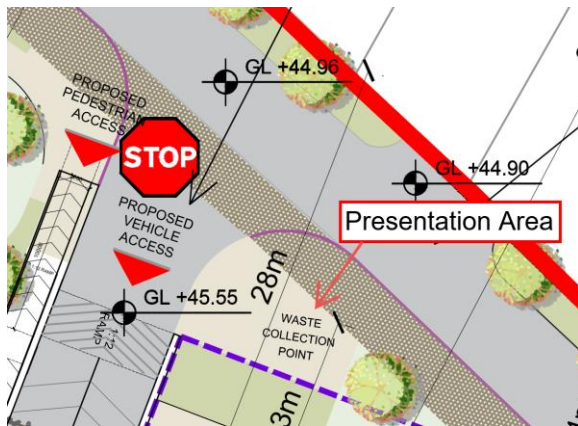 GL +44.96
PROPOSED
PEDESTRIAN
ACCESS
STOP
GL +44.90
PROPOSED
VEHICLE
ACCESS
Presentation Area
28m
GL +45.55
WASTE
COLLECTION
POINT
1:12
RAMP
3m